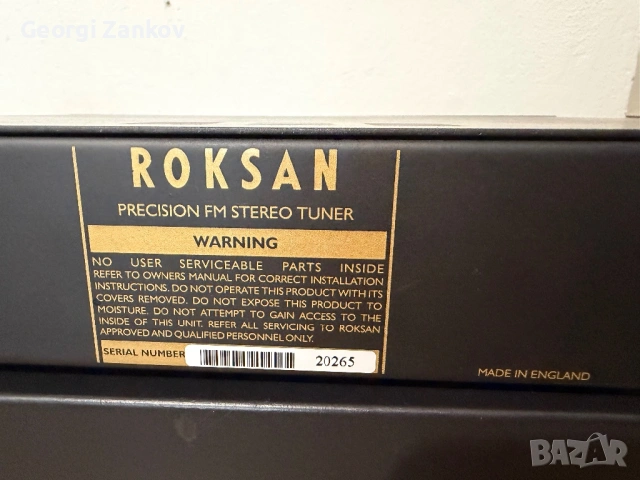 Georgi Zankov
ROKSAN
PRECISION FM STEREO TUNER
WARNING
NO USER SERVICEABLE PARTS INSIDE
REFER TO OWNERS MANUAL FOR CORRECT INSTALLATION
INSTRUCTIONS. DO NOT OPERATE THIS PRODUCT WITH ITS
COVERS REMOVED. DO NOT EXPOSE THIS PRODUCT TO
MOISTURE. DO NOT ATTEMPT TO GAIN ACCESS TO THE
INSIDE OF THIS UNIT. REFER ALL SERVICING TO ROKSAN
APPROVED AND QUALIFIED PERSONNEL ONLY.
SERIAL NUMBER 20265
MADE IN ENGLAND
BAZAR